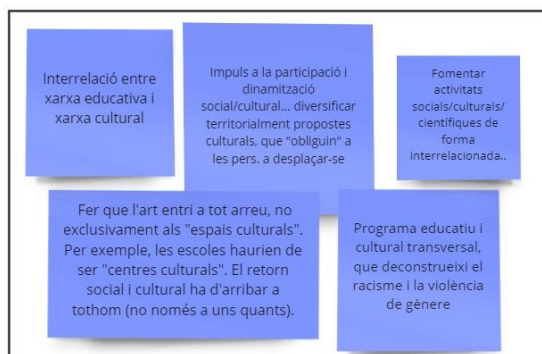 Interrelació entre
xarxa educativa i
xarxa cultural
Impuls a la participació i
dinamització
social/cultural... diversificar
territorialment propostes
culturals, que "obliguin" a
les pers. a desplaçar-se
Fomentar
activitats
socials/culturals/
científiques de
forma
interrelacionada..
Fer que l'art entri a tot arreu, no
exclusivament als "espais culturals".
Per exemple, les escoles haurien de
ser "centres culturals". El retorn
social i cultural ha d'arribar a
tothom (no només a uns quants).
Programa educatiu i
cultural transversal,
que deconstrueixi el
racisme i la violència
de gènere